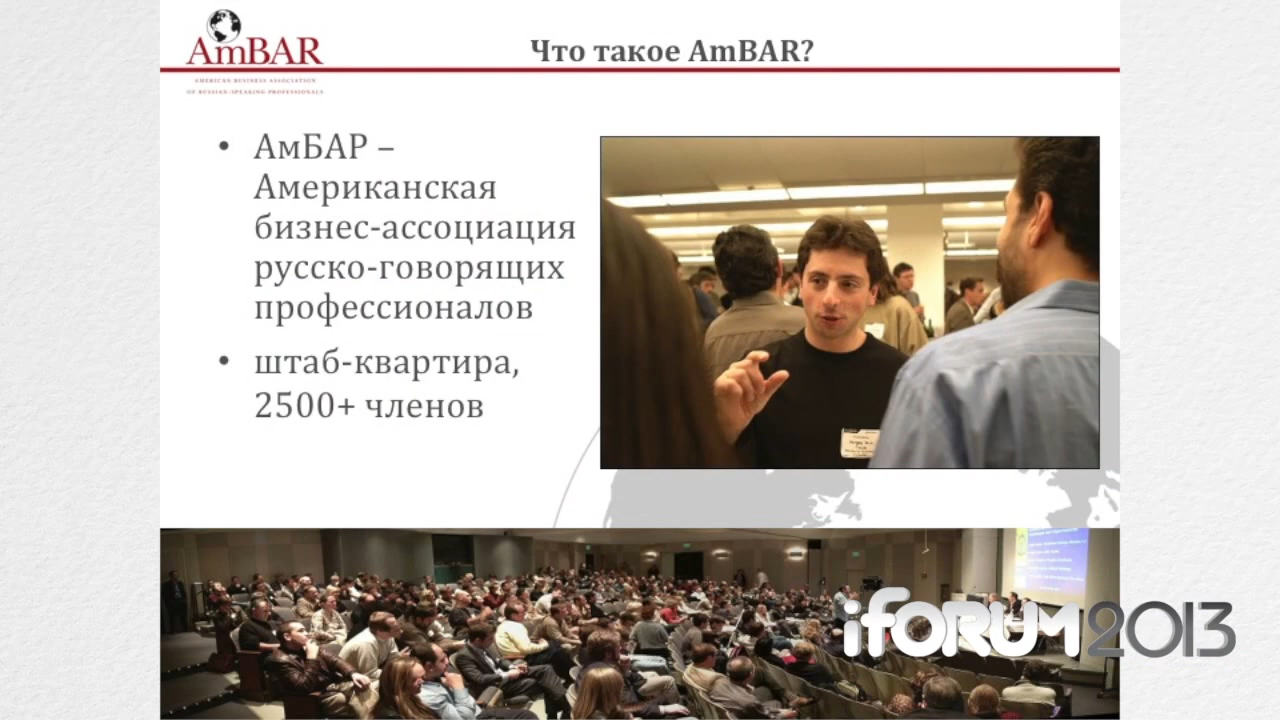 AmBAR
AMERICAN BUSINESS ASSOCIATION
OF RUSSIAN-SPEAKING PROFESSIONALS
Что такое AmBAR?
• АмБАР –
Американская
бизнес-ассоциация
русско-говорящих
профессионалов
• штаб-квартира,
2500+ членов
iFORUM2013